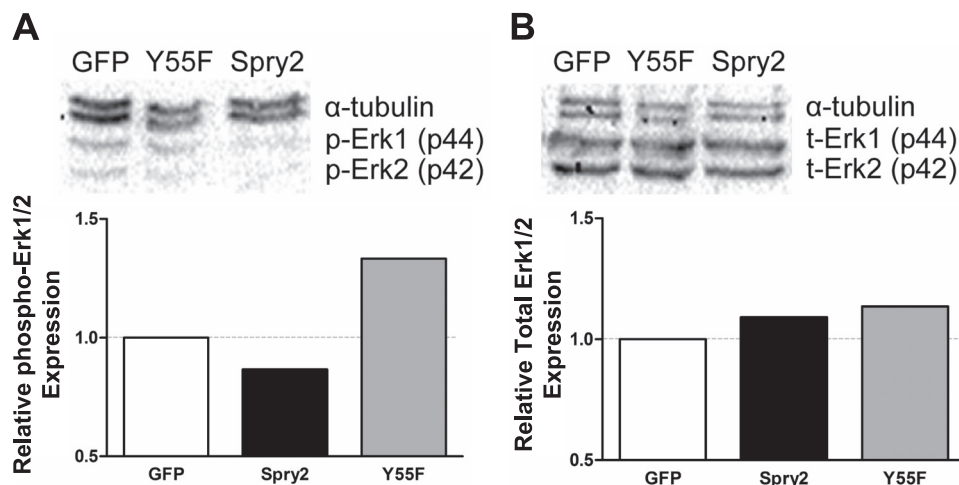 A
GFP Y55F Spry2
α-tubulin
p-Erk1 (p44)
p-Erk2 (p42)
Relative phospho-Erk1/2
Expression
1.5
1.0
0.5
GFP Spry2 Y55F
B
GFP Y55F Spry2
α-tubulin
t-Erk1 (p44)
t-Erk2 (p42)
Relative Total Erk1/2
Expression
1.5
1.0
0.5
GFP Spry2 Y55F